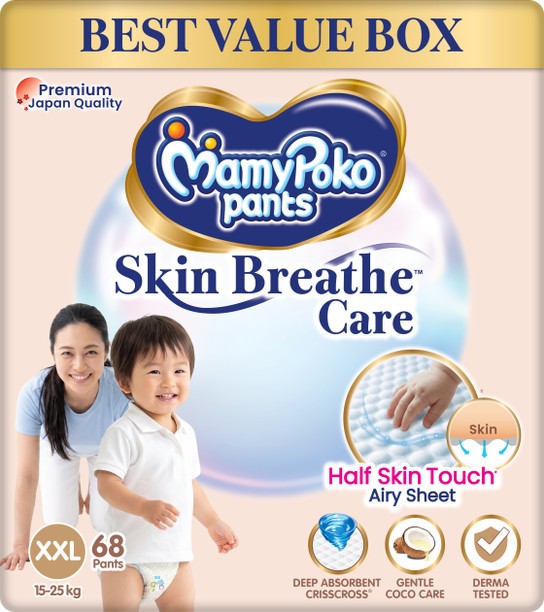 BEST VALUE BOX
Premium
Japan Quality
MamyPoko®
pants
Skin Breathe™
Care
Skin
Half Skin Touch*
Airy Sheet
XXL 68
Pants
15-25 kg
DEEP ABSORBENT
CRISSCROSS®
GENTLE
COCO CARE
DERMA
TESTED